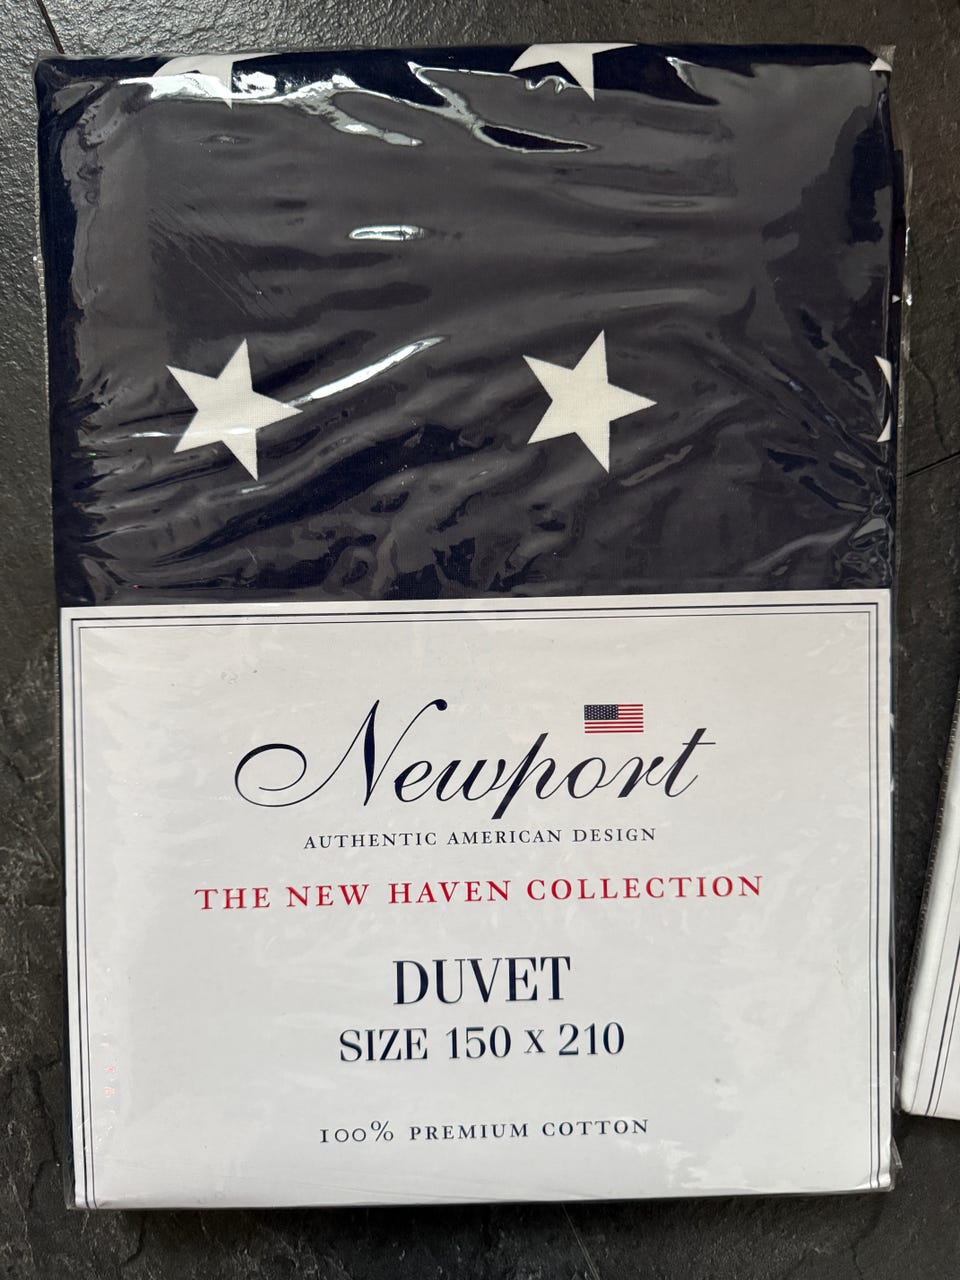 Newport
AUTHENTIC AMERICAN DESIGN
THE NEW HAVEN COLLECTION
DUVET
SIZE 150 x 210
100% PREMIUM COTTON